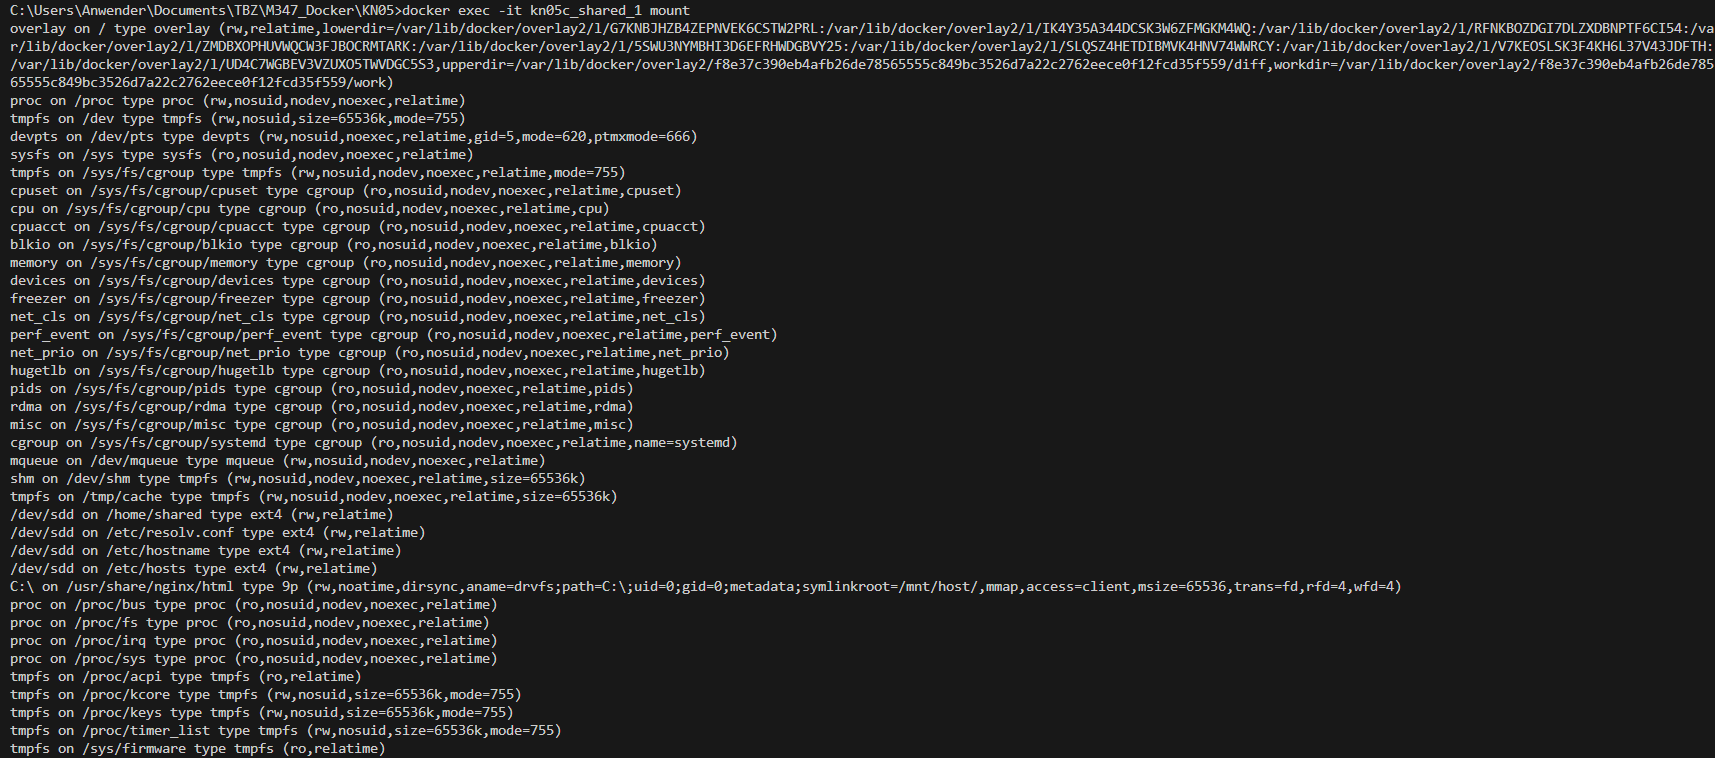 C:\Users\Anwender\Documents\TBZ\M347_Docker\KN05>docker exec -it kn05c_shared_1 mount
overlay on / type overlay (rw,relatime,lowerdir=/var/lib/docker/overlay2/l/G7KNBJHZB4ZEPNVEK6CSTW2PRL:/var/lib/docker/overlay2/l/IK4Y35A344DCSK3W6ZFMGKM4WQ:/var/lib/docker/overlay2/l/RFNKBOZDGI7DLZXDBNPTF6CI54:/va
r/lib/docker/overlay2/l/ZMDBXOPHUVWQCW3FJBOCRMTARK:/var/lib/docker/overlay2/l/5SWU3NYMBHI3D6EFRHWDGBVY25:/var/lib/docker/overlay2/l/SLQSZ4HETDIBMVK4HNV74WWRCY:/var/lib/docker/overlay2/l/V7KEOSLSK3F4KH6L37V43JDFTH:
/var/lib/docker/overlay2/l/UD4C7WGBEV3VZUXO5TWVDGC5S3,upperdir=/var/lib/docker/overlay2/f8e37c390eb4afb26de78565555c849bc3526d7a22c2762eece0f12fcd35f559/diff,workdir=/var/lib/docker/overlay2/f8e37c390eb4afb26de785
65555c849bc3526d7a22c2762eece0f12fcd35f559/work)
proc on /proc type proc (rw,nosuid,nodev,noexec,relatime)
tmpfs on /dev type tmpfs (rw,nosuid,size=65536k,mode=755)
devpts on /dev/pts type devpts (rw,nosuid,noexec,relatime,gid=5,mode=620,ptmxmode=666)
sysfs on /sys type sysfs (ro,nosuid,nodev,noexec,relatime)
tmpfs on /sys/fs/cgroup type tmpfs (rw,nosuid,nodev,noexec,relatime,mode=755)
cpuset on /sys/fs/cgroup/cpuset type cgroup (ro,nosuid,nodev,noexec,relatime,cpuset)
cpu on /sys/fs/cgroup/cpu type cgroup (ro,nosuid,nodev,noexec,relatime,cpu)
cpuacct on /sys/fs/cgroup/cpuacct type cgroup (ro,nosuid,nodev,noexec,relatime,cpuacct)
blkio on /sys/fs/cgroup/blkio type cgroup (ro,nosuid,nodev,noexec,relatime,blkio)
memory on /sys/fs/cgroup/memory type cgroup (ro,nosuid,nodev,noexec,relatime,memory)
devices on /sys/fs/cgroup/devices type cgroup (ro,nosuid,nodev,noexec,relatime,devices)
freezer on /sys/fs/cgroup/freezer type cgroup (ro,nosuid,nodev,noexec,relatime,freezer)
net_cls on /sys/fs/cgroup/net_cls type cgroup (ro,nosuid,nodev,noexec,relatime,net_cls)
perf_event on /sys/fs/cgroup/perf_event type cgroup (ro,nosuid,nodev,noexec,relatime,perf_event)
net_prio on /sys/fs/cgroup/net_prio type cgroup (ro,nosuid,nodev,noexec,relatime,net_prio)
hugetlb on /sys/fs/cgroup/hugetlb type cgroup (ro,nosuid,nodev,noexec,relatime,hugetlb)
pids on /sys/fs/cgroup/pids type cgroup (ro,nosuid,nodev,noexec,relatime,pids)
rdma on /sys/fs/cgroup/rdma type cgroup (ro,nosuid,nodev,noexec,relatime,rdma)
misc on /sys/fs/cgroup/misc type cgroup (ro,nosuid,nodev,noexec,relatime,misc)
cgroup on /sys/fs/cgroup/systemd type cgroup (ro,nosuid,nodev,noexec,relatime,name=systemd)
mqueue on /dev/mqueue type mqueue (rw,nosuid,nodev,noexec,relatime)
shm on /dev/shm type tmpfs (rw,nosuid,nodev,noexec,relatime,size=65536k)
tmpfs on /tmp/cache type tmpfs (rw,nosuid,nodev,noexec,relatime,size=65536k)
/dev/sdd on /home/shared type ext4 (rw,relatime)
/dev/sdd on /etc/resolv.conf type ext4 (rw,relatime)
/dev/sdd on /etc/hostname type ext4 (rw,relatime)
/dev/sdd on /etc/hosts type ext4 (rw,relatime)
C:\ on /usr/share/nginx/html type 9p (rw,noatime,dirsync,aname=drvfs;path=C:\;uid=0;gid=0;metadata;symlinkroot=/mnt/host/,mmap,access=client,msize=65536,trans=fd,rfd=4,wfd=4)
proc on /proc/bus type proc (ro,nosuid,nodev,noexec,relatime)
proc on /proc/fs type proc (ro,nosuid,nodev,noexec,relatime)
proc on /proc/irq type proc (ro,nosuid,nodev,noexec,relatime)
proc on /proc/sys type proc (ro,nosuid,nodev,noexec,relatime)
tmpfs on /proc/acpi type tmpfs (ro,relatime)
tmpfs on /proc/kcore type tmpfs (rw,nosuid,size=65536k,mode=755)
tmpfs on /proc/keys type tmpfs (rw,nosuid,size=65536k,mode=755)
tmpfs on /proc/timer_list type tmpfs (rw,nosuid,size=65536k,mode=755)
tmpfs on /sys/firmware type tmpfs (ro,relatime)